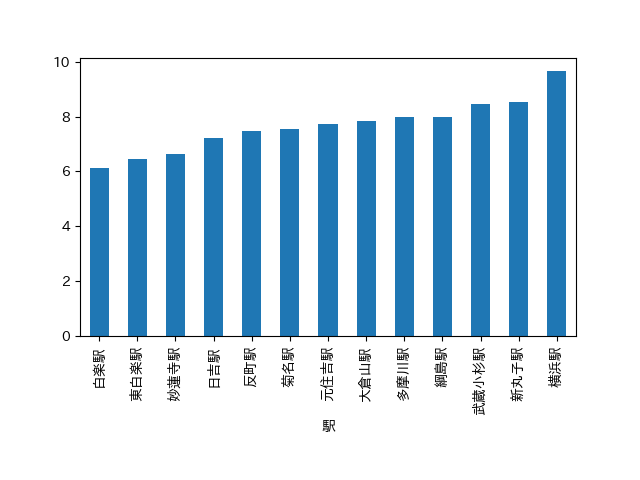 10
8
6
4
2
0
白楽駅
東白楽駅
妙蓮寺駅
日吉駅
反町駅
菊名駅
元住吉駅
大倉山駅
多摩川駅
綱島駅
武蔵小杉駅
新丸子駅
横浜駅
駅